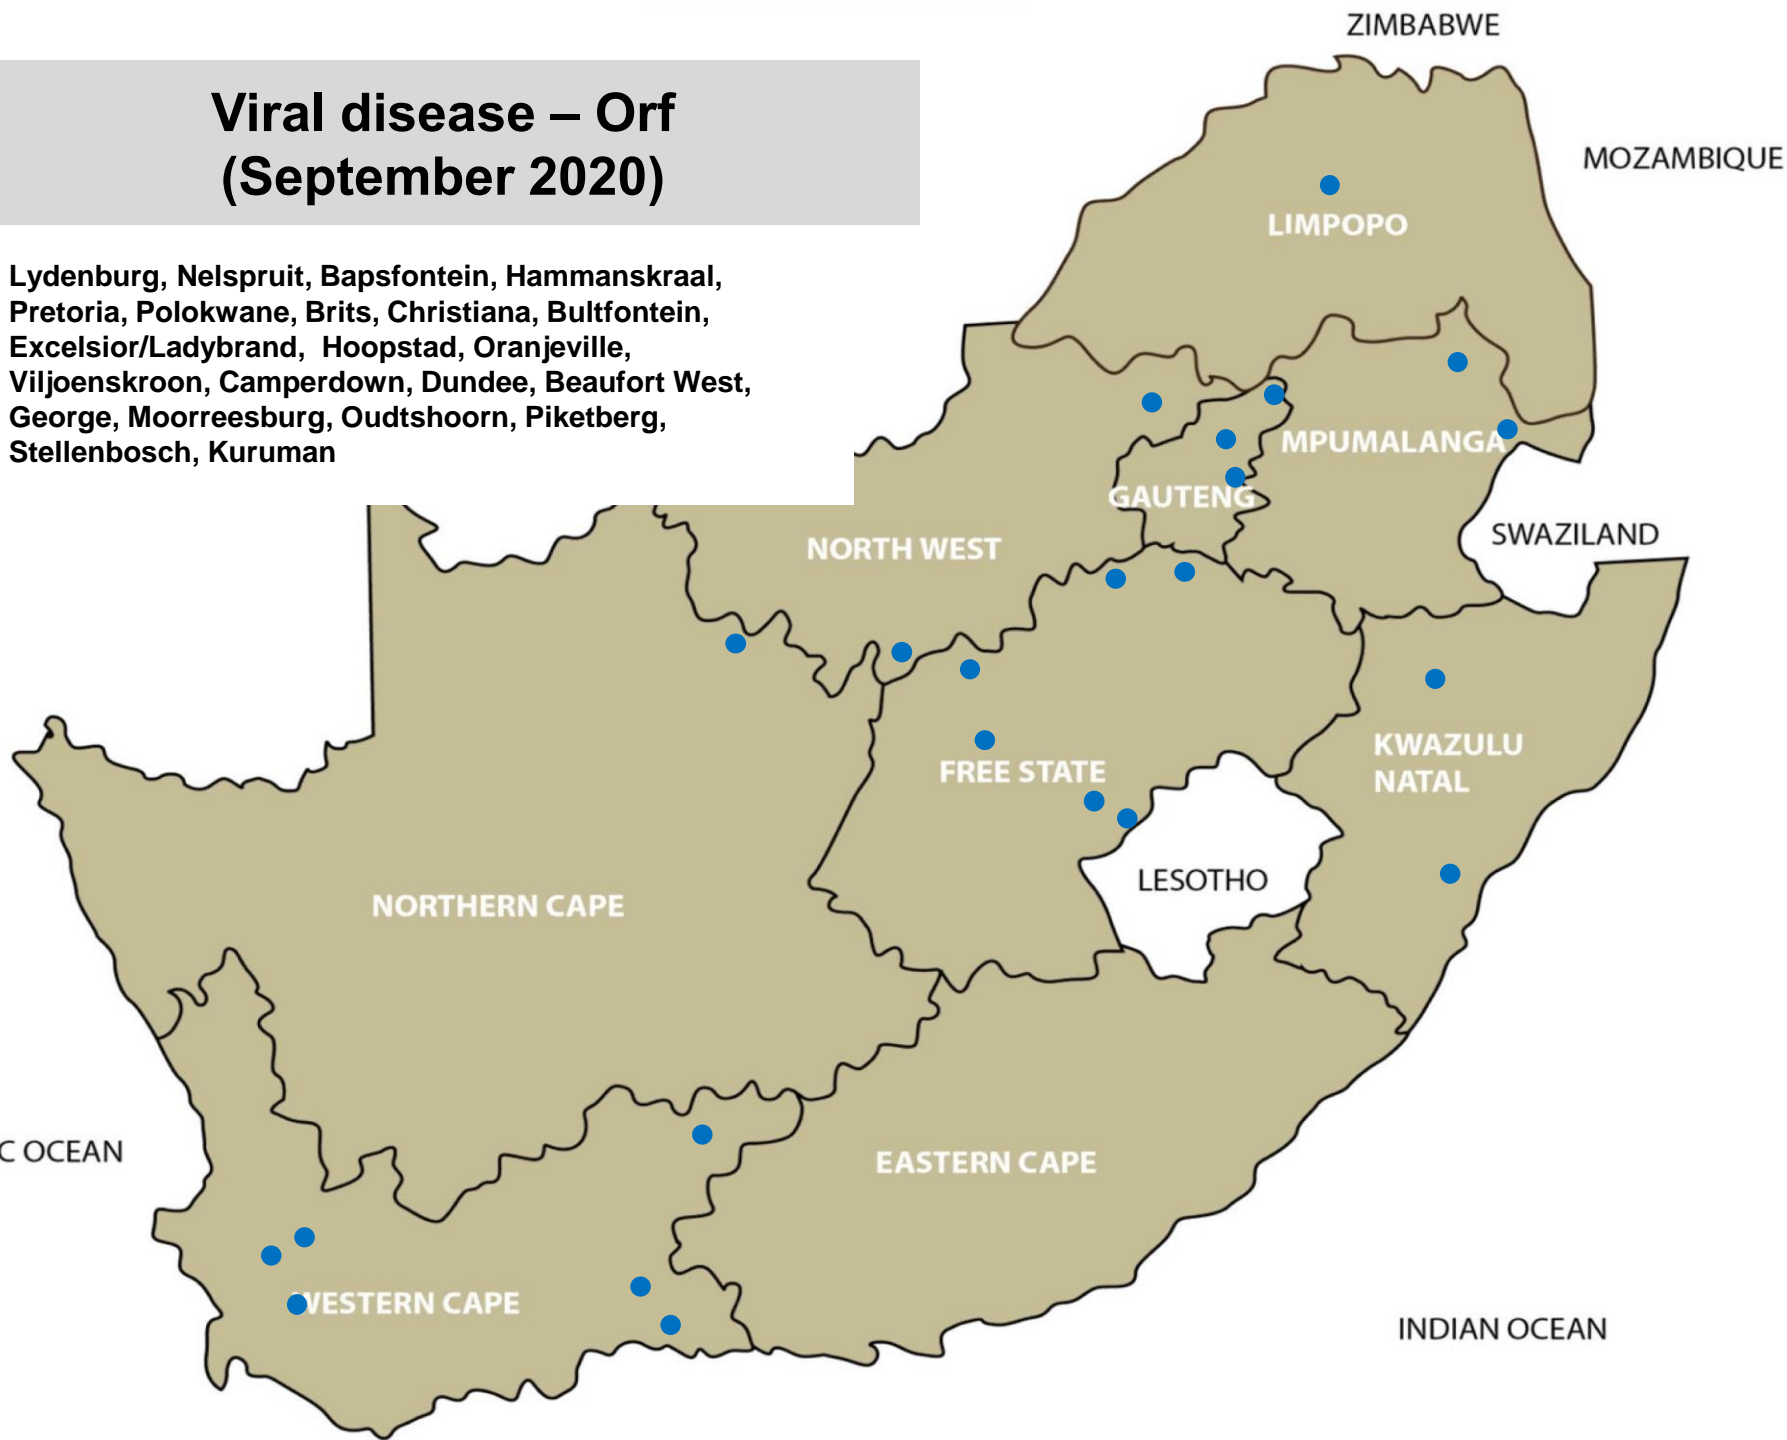 ZIMBABWE
Viral disease – Orf
(September 2020)
MOZAMBIQUE
LIMPOPO
Lydenburg, Nelspruit, Bapsfontein, Hammanskraal,
Pretoria, Polokwane, Brits, Christiana, Bultfontein,
Excelsior/Ladybrand, Hoopstad, Oranjeville,
Viljoenskroon, Camperdown, Dundee, Beaufort West,
George, Moorreesburg, Oudtshoorn, Piketberg,
Stellenbosch, Kuruman
MPUMALANGA
GAUTENG
NORTH WEST
SWAZILAND
KWAZULU
NATAL
FREE STATE
LESOTHO
NORTHERN CAPE
C OCEAN
EASTERN CAPE
WESTERN CAPE
INDIAN OCEAN